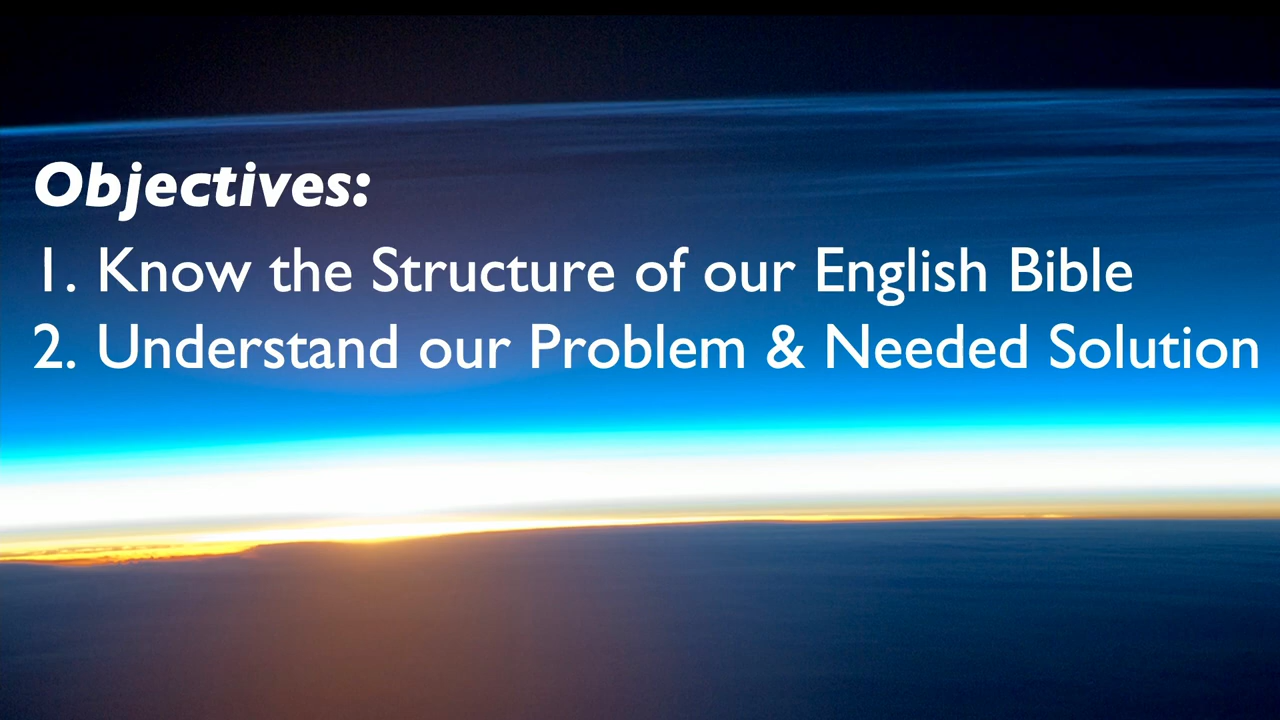 Objectives:
1. Know the Structure of our English Bible
2. Understand our Problem & Needed Solution